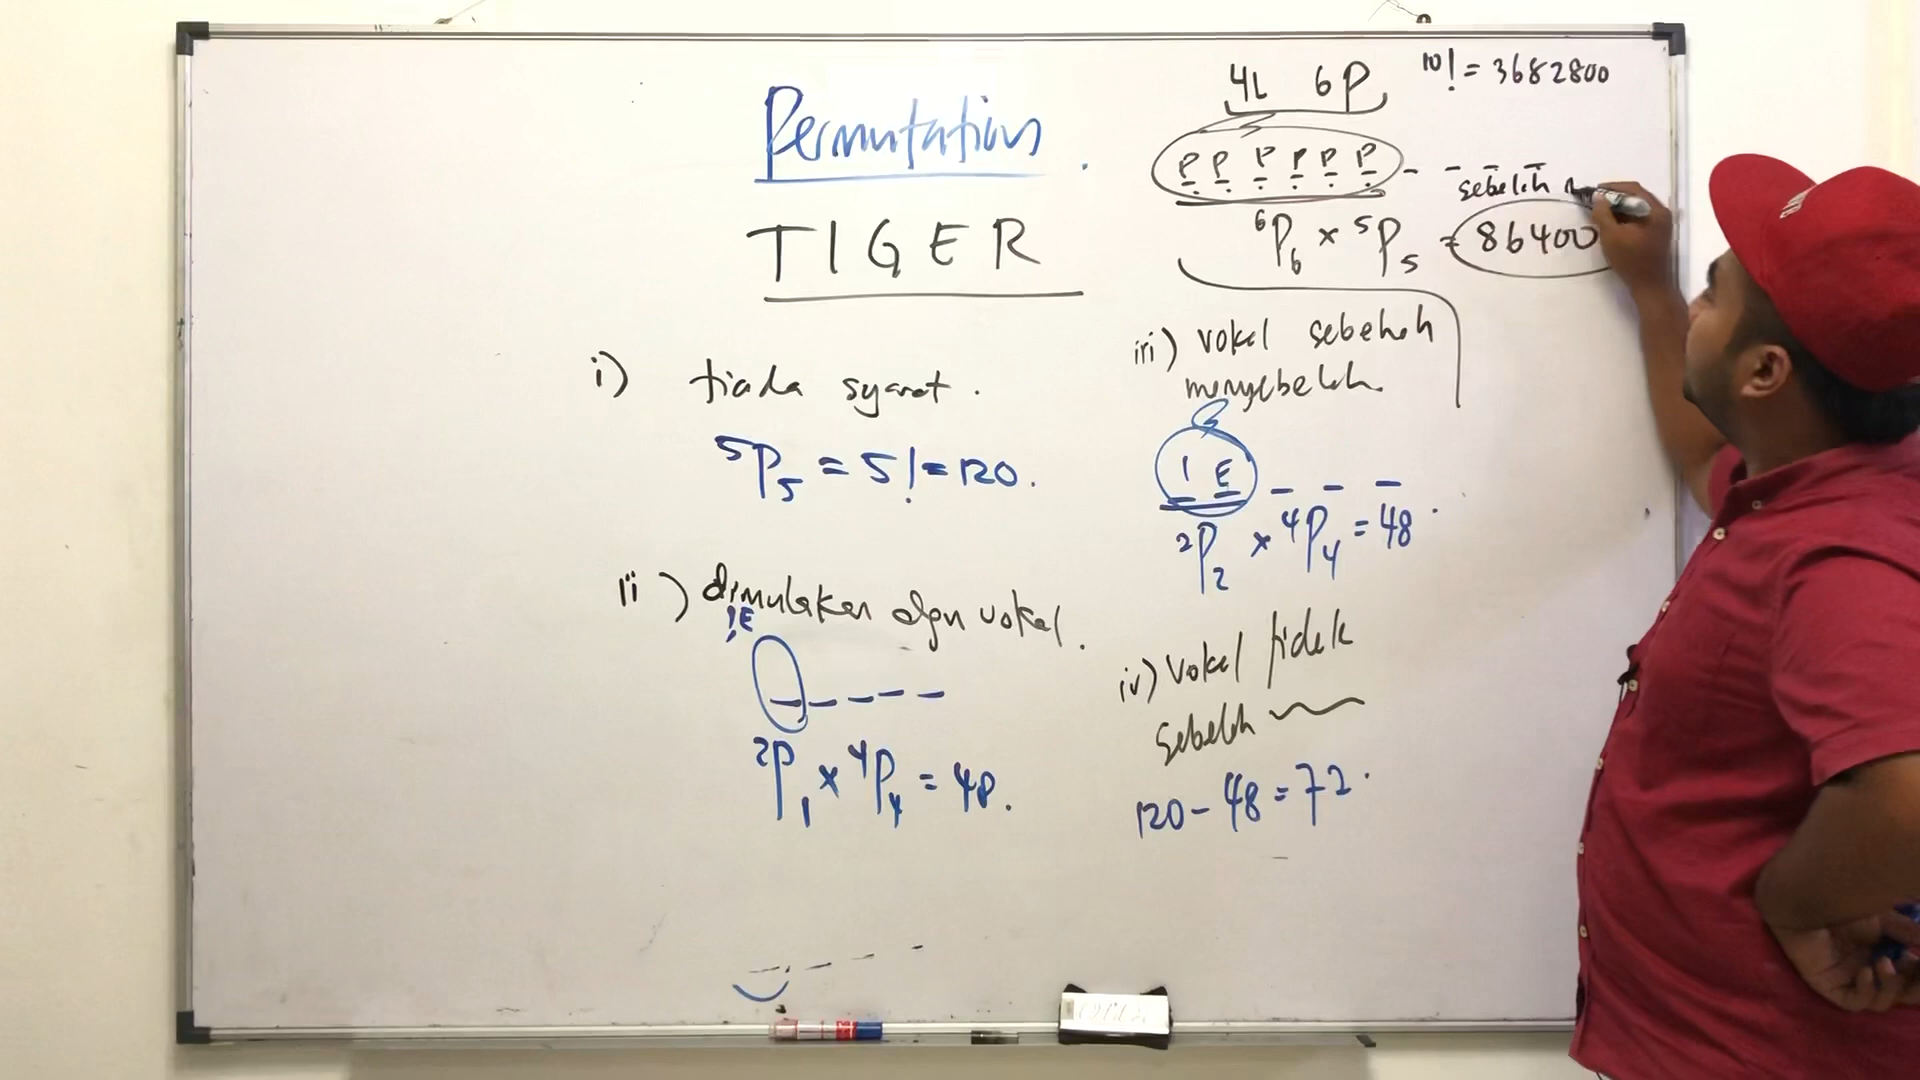 Permutation.
TIGER
i) tiada syarat.
⁵P₅ = 5! = 120.
ii) dimulakan dgn vokal.
I, E
²P₁ × ⁴P₄ = 48.
4L 6P
10! = 3682800
P P P P P P
sebelah
⁶P₆ × ⁵P₅ = 86400
iii) vokal sebelah
menyebelah.
I E
²P₂ × ⁴P₄ = 48.
iv) vokal tidak
sebelah
120 - 48 = 72.